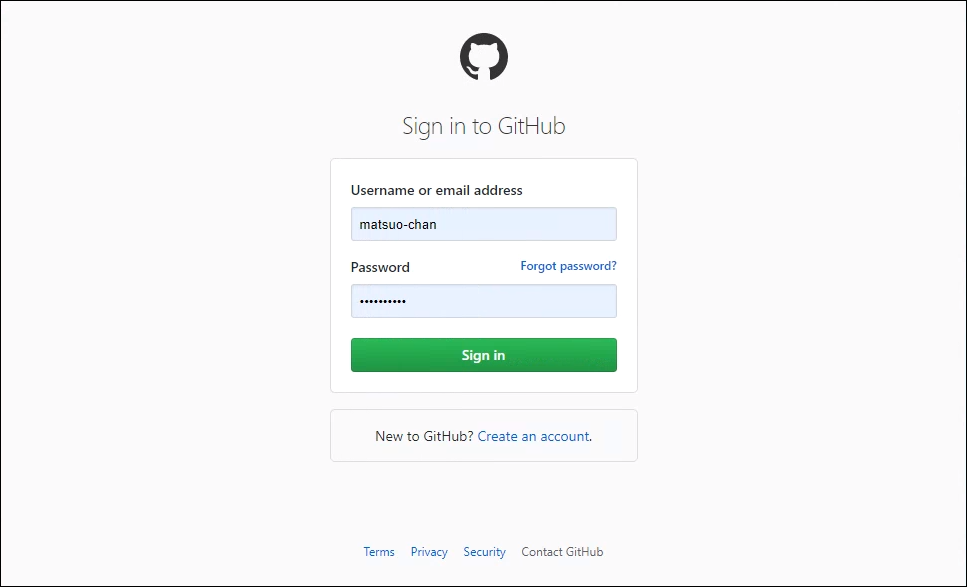 Sign in to GitHub
Username or email address
matsuo-chan
Password Forgot password?
••••••••••
Sign in
New to GitHub? Create an account.
Terms Privacy Security Contact GitHub